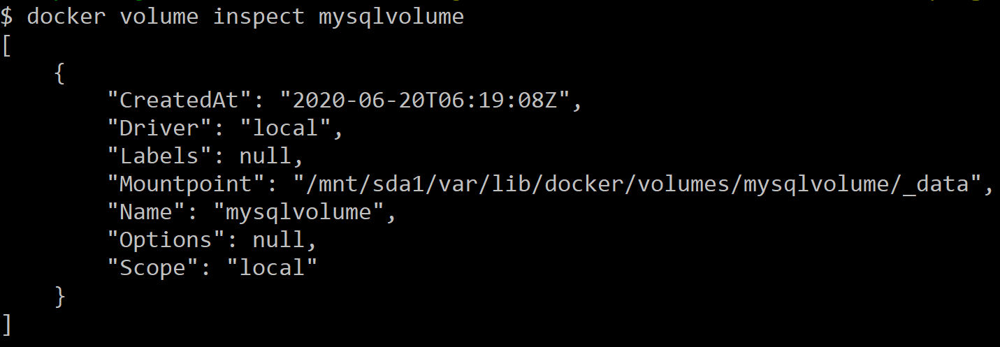 $ docker volume inspect mysqlvolume
[
    {
        "CreatedAt": "2020-06-20T06:19:08Z",
        "Driver": "local",
        "Labels": null,
        "Mountpoint": "/mnt/sda1/var/lib/docker/volumes/mysqlvolume/_data",
        "Name": "mysqlvolume",
        "Options": null,
        "Scope": "local"
    }
]